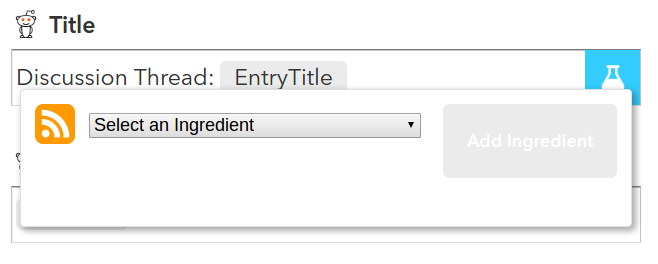 Title
Discussion Thread: EntryTitle
Select an Ingredient
Add Ingredient